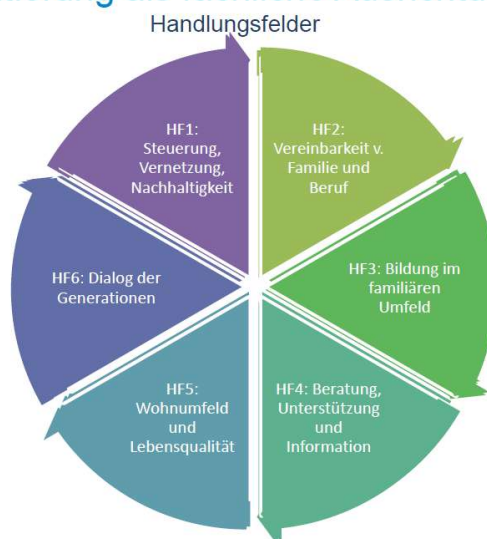 Handlungsfelder
HF1:
Steuerung,
Vernetzung,
Nachhaltigkeit
HF2:
Vereinbarkeit v.
Familie und
Beruf
HF3: Bildung im
familiären
Umfeld
HF4: Beratung,
Unterstützung
und
Information
HF5:
Wohnumfeld
und
Lebensqualität
HF6: Dialog der
Generationen